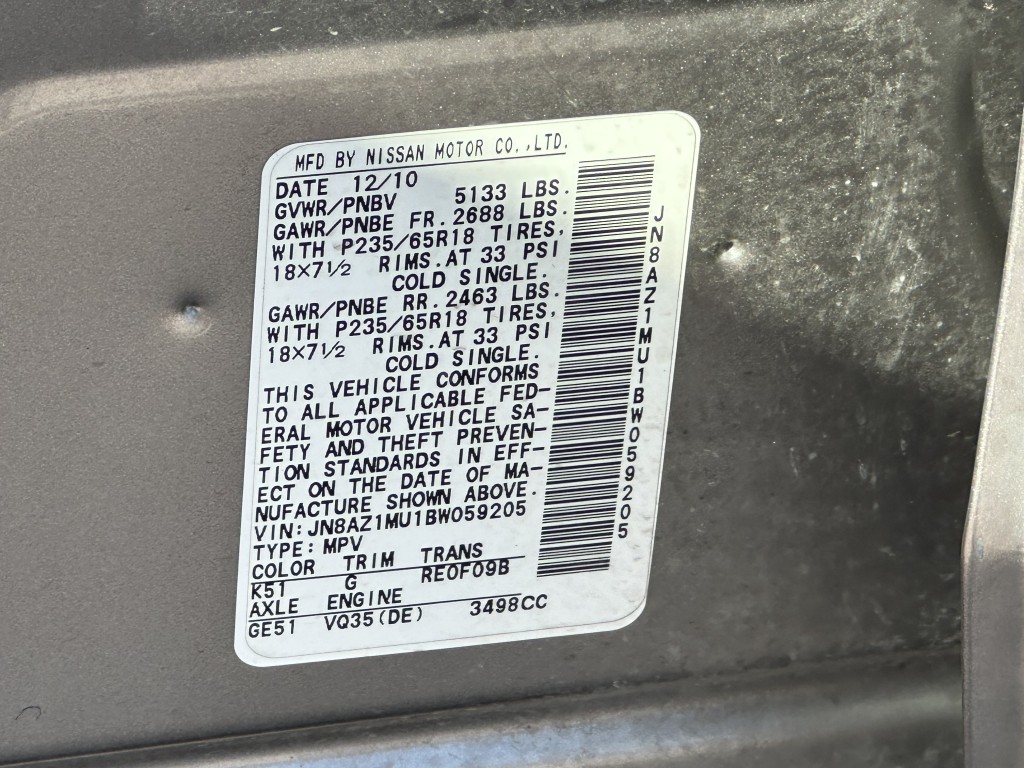 MFD BY NISSAN MOTOR CO.,LTD.
DATE 12/10
GVWR/PNBV 5133 LBS.
GAWR/PNBE FR.2688 LBS.
WITH P235/65R18 TIRES,
18×7½ RIMS.AT 33 PSI
COLD SINGLE.
GAWR/PNBE RR.2463 LBS.
WITH P235/65R18 TIRES,
18×7½ RIMS.AT 33 PSI
COLD SINGLE.
THIS VEHICLE CONFORMS
TO ALL APPLICABLE FED-
ERAL MOTOR VEHICLE SA-
FETY AND THEFT PREVEN-
TION STANDARDS IN EFF-
ECT ON THE DATE OF MA-
NUFACTURE SHOWN ABOVE.
VIN:JN8AZ1MU1BW059205
TYPE:MPV
COLOR TRIM TRANS
K51 G RE0F09B
AXLE ENGINE
GE51 VQ35(DE) 3498CC
JN8AZ1MU1BW059205